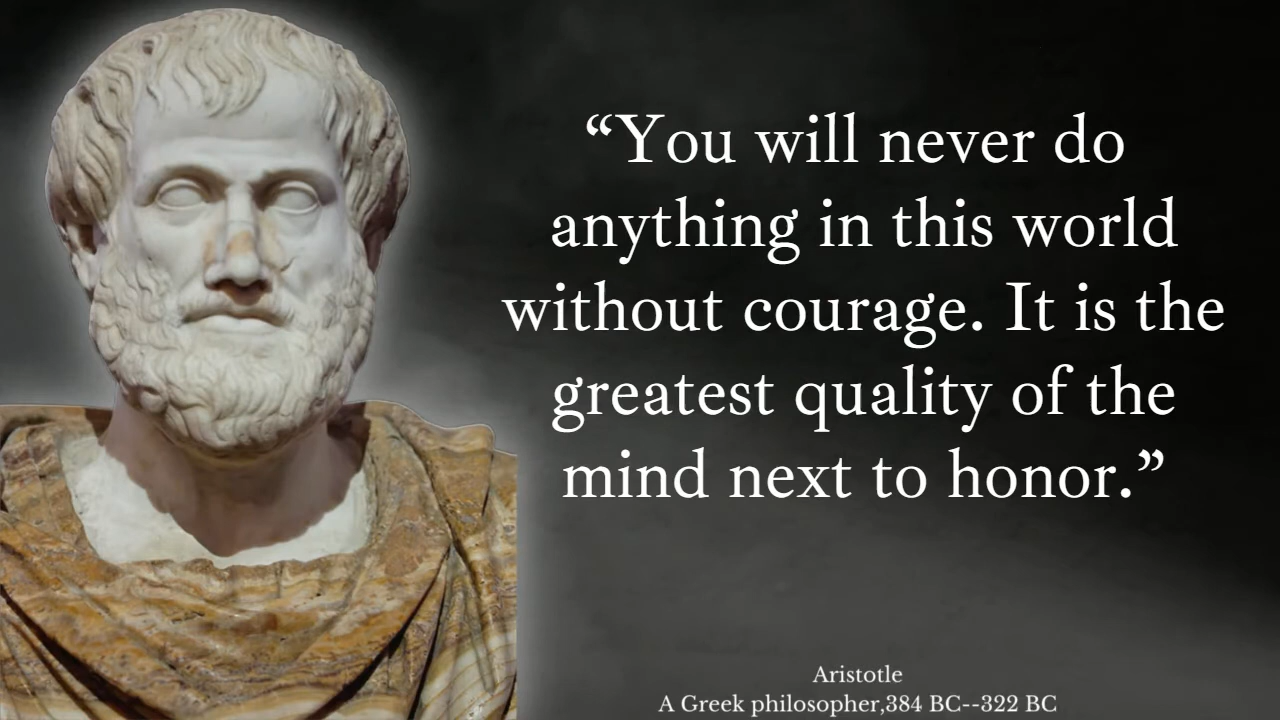 “You will never do
anything in this world
without courage. It is the
greatest quality of the
mind next to honor.”
Aristotle
A Greek philosopher,384 BC--322 BC